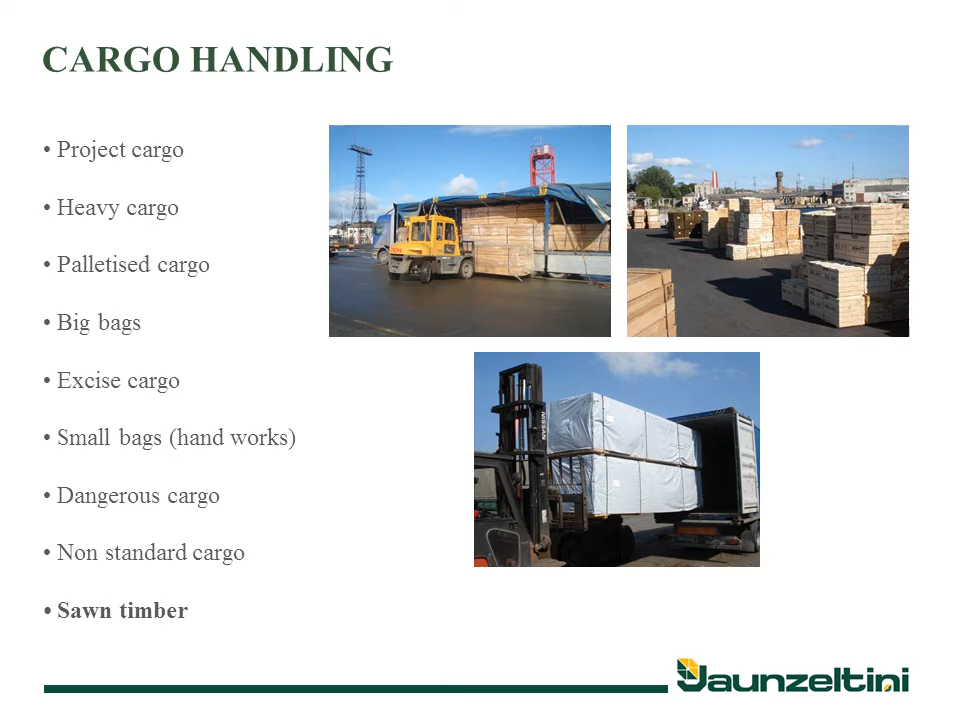 CARGO HANDLING
• Project cargo
• Heavy cargo
• Palletised cargo
• Big bags
• Excise cargo
• Small bags (hand works)
• Dangerous cargo
• Non standard cargo
• Sawn timber
NISSAN
Jaunzeltini